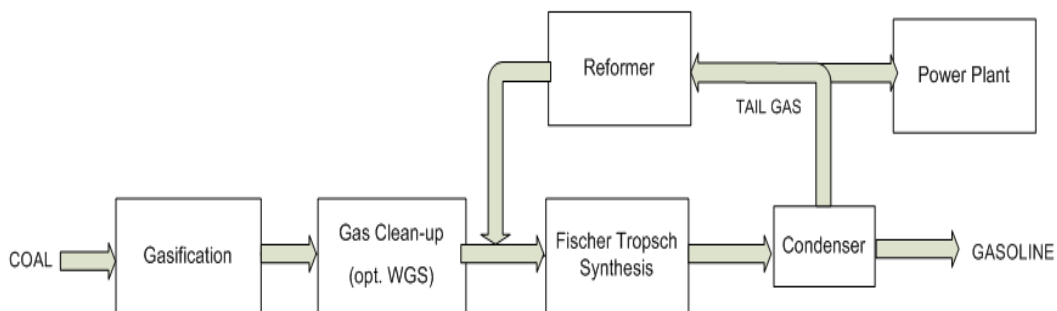 Reformer
Power Plant
TAIL GAS
COAL
Gasification
Gas Clean-up
(opt. WGS)
Fischer Tropsch
Synthesis
Condenser
GASOLINE